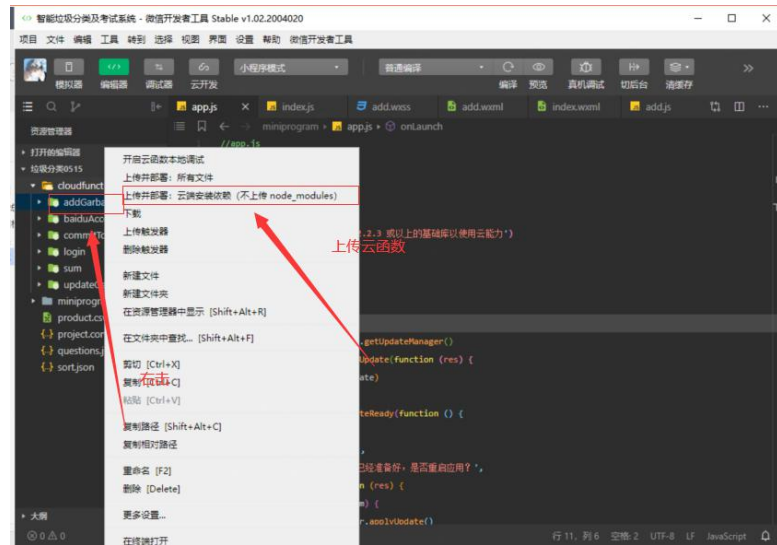 智能垃圾分类及考试系统 - 微信开发者工具 Stable v1.02.2004020
项目 文件 编辑 工具 转到 选择 视图 界面 设置 帮助 微信开发者工具
小程序模式 普通编译
模拟器 编辑器 调试器 云开发 编译 预览 真机调试 切后台 清缓存
app.js index.js add.wxss add.wxml index.wxml add.js
资源管理器
miniprogram app.js onLaunch
//app.js
打开的编辑器
垃圾分类0515
cloudfunct
addGarba
baiduAcc
login
sum
miniprogram
product.cs
project.con
questions.j
sort.json
大纲
开启云函数本地调试
上传并部署：所有文件
上传并部署：云端安装依赖（不上传 node_modules）
下载
上传触发器
删除触发器
新建文件
新建文件夹
在资源管理器中显示 [Shift+Alt+R]
在文件夹中查找... [Shift+Alt+F]
剪切 [Ctrl+X]
复制 [Ctrl+C]
粘贴 [Ctrl+V]
复制路径 [Shift+Alt+C]
复制相对路径
重命名 [F2]
删除 [Delete]
更多设置...
在终端打开
上传云函数
右击
.2.3 或以上的基础库以使用云能力')
.getUpdateManager()
Update(function (res) {
ate)
teReady(function () {
已经准备好，是否重启应用？',
n (res) {
m) {
r.applyUpdate()
0 0
行 11，列 6 空格: 2 UTF-8 LF JavaScript